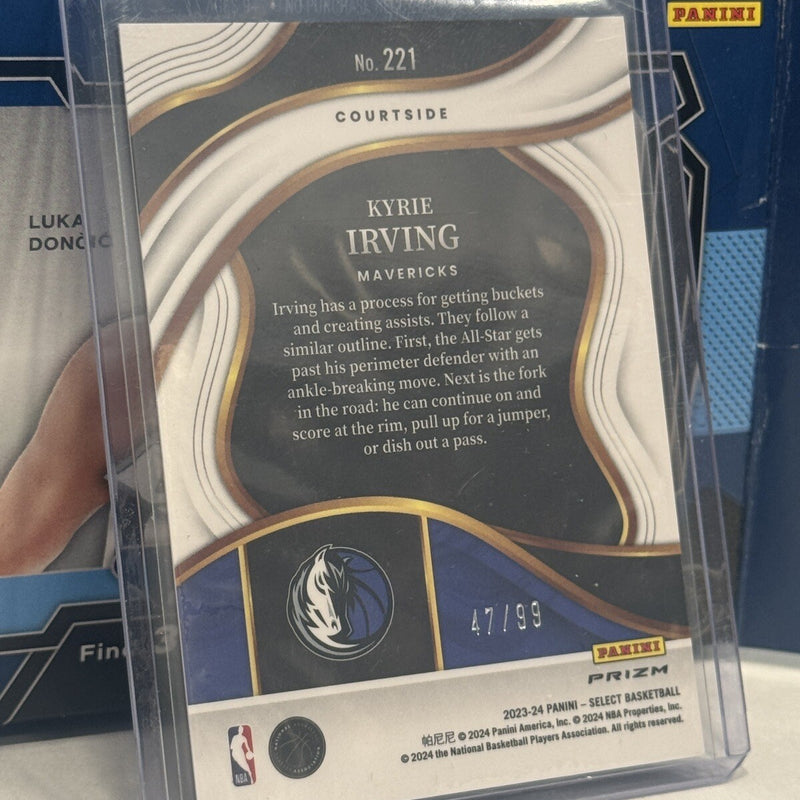 PANINI
LUKA
DONČIĆ
No. 221
COURTSIDE
KYRIE
IRVING
MAVERICKS
Irving has a process for getting buckets
and creating assists. They follow a
similar outline. First, the All-Star gets
past his perimeter defender with an
ankle-breaking move. Next is the fork
in the road: he can continue on and
score at the rim, pull up for a jumper,
or dish out a pass.
47/99
PANINI
PRIZM
2023-24 PANINI – SELECT BASKETBALL
帕尼尼 © 2024 Panini America, Inc. © 2024 NBA Properties, Inc.
© 2024 the National Basketball Players Association. All rights reserved.
NBA